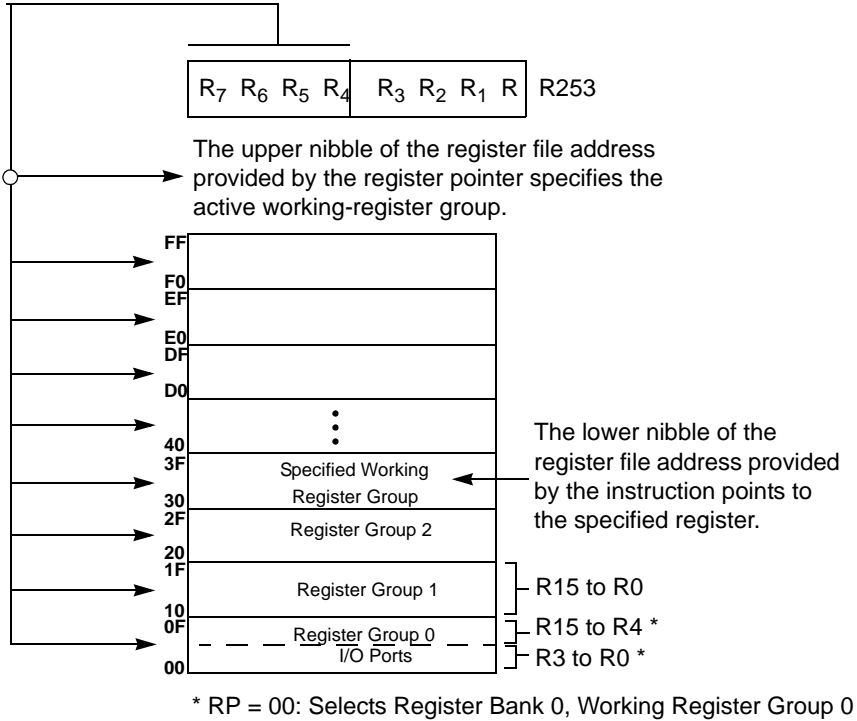 R7 R6 R5 R4 R3 R2 R1 R R253
The upper nibble of the register file address
provided by the register pointer specifies the
active working-register group.
FF
F0
EF
E0
DF
D0
40
3F
Specified Working
Register Group
30
The lower nibble of the
register file address provided
by the instruction points to
the specified register.
2F
Register Group 2
20
1F
Register Group 1
R15 to R0
10
0F
Register Group 0
R15 to R4 *
I/O Ports
R3 to R0 *
00
* RP = 00: Selects Register Bank 0, Working Register Group 0